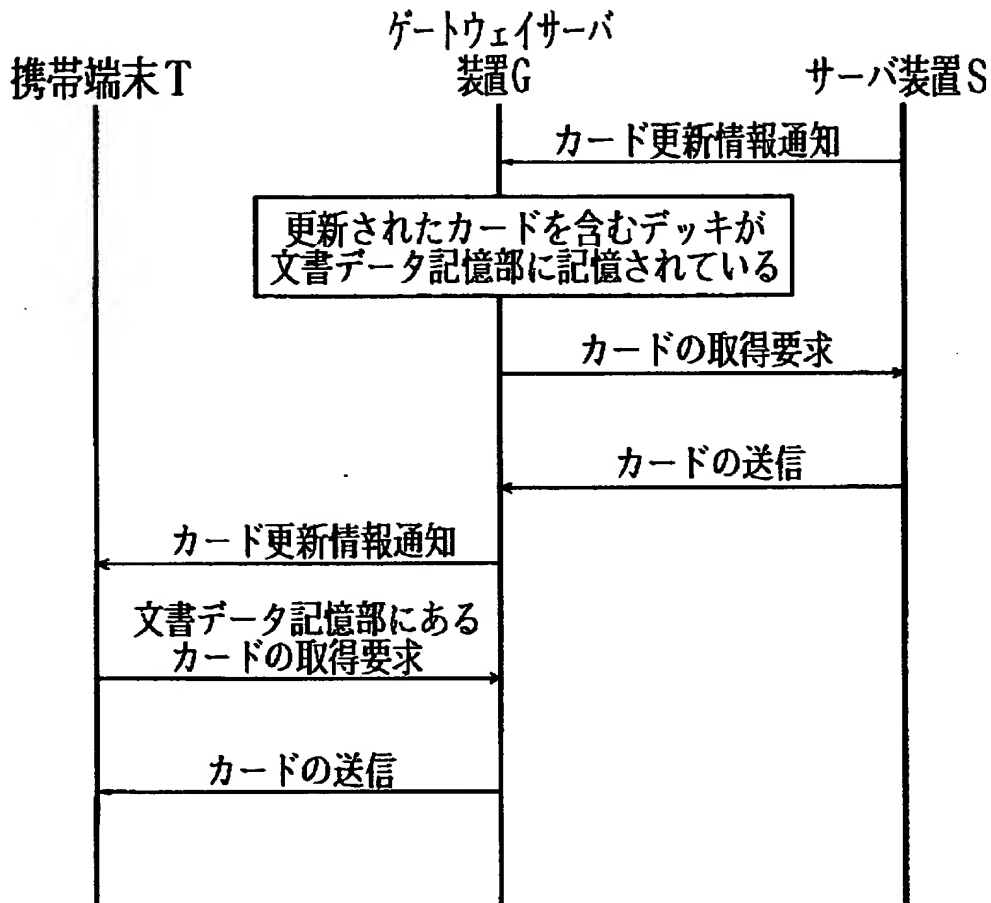 ゲートウェイサーバ
携帯端末T
装置G
サーバ装置S
カード更新情報通知
更新されたカードを含むデッキが
文書データ記憶部に記憶されている
カードの取得要求
カードの送信
カード更新情報通知
文書データ記憶部にある
カードの取得要求
カードの送信